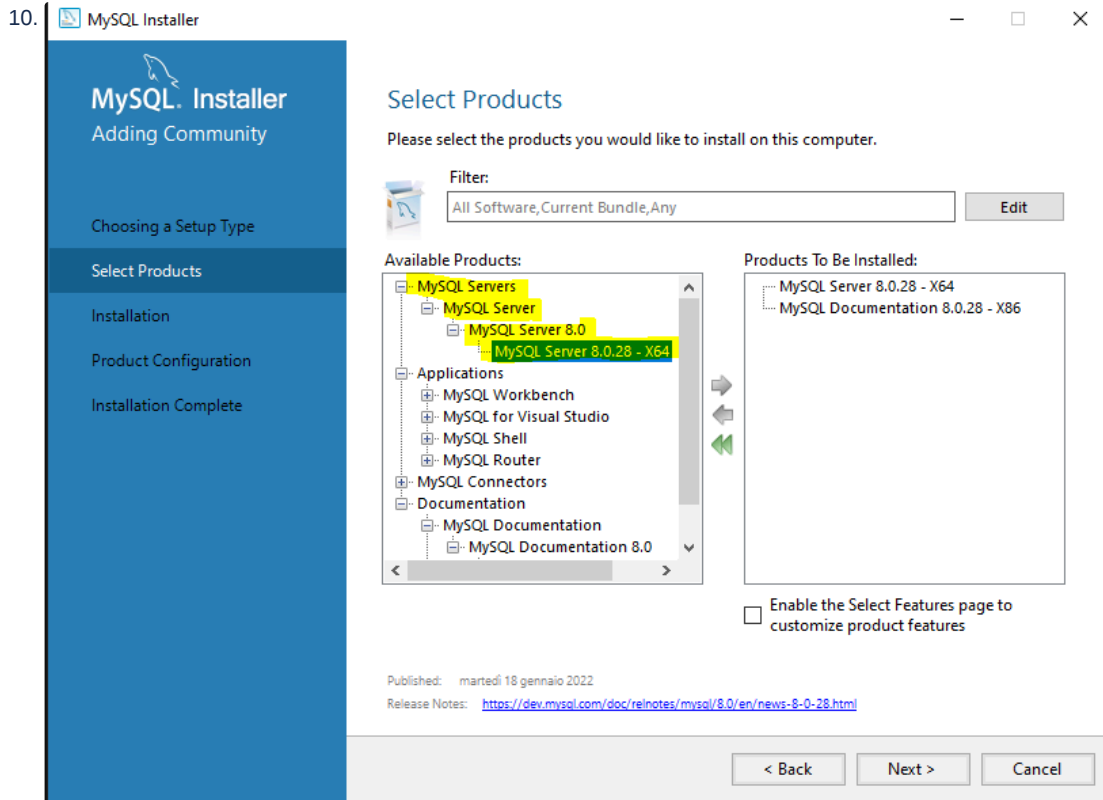 10.
MySQL Installer
MySQL. Installer
Adding Community
Choosing a Setup Type
Select Products
Installation
Product Configuration
Installation Complete
Select Products
Please select the products you would like to install on this computer.
Filter:
All Software,Current Bundle,Any
Edit
Available Products:
MySQL Servers
MySQL Server
MySQL Server 8.0
MySQL Server 8.0.28 - X64
Applications
MySQL Workbench
MySQL for Visual Studio
MySQL Shell
MySQL Router
MySQL Connectors
Documentation
MySQL Documentation
MySQL Documentation 8.0
Products To Be Installed:
MySQL Server 8.0.28 - X64
MySQL Documentation 8.0.28 - X86
Enable the Select Features page to
customize product features
Published: martedì 18 gennaio 2022
Release Notes: https://dev.mysql.com/doc/relnotes/mysql/8.0/en/news-8-0-28.html
< Back
Next >
Cancel